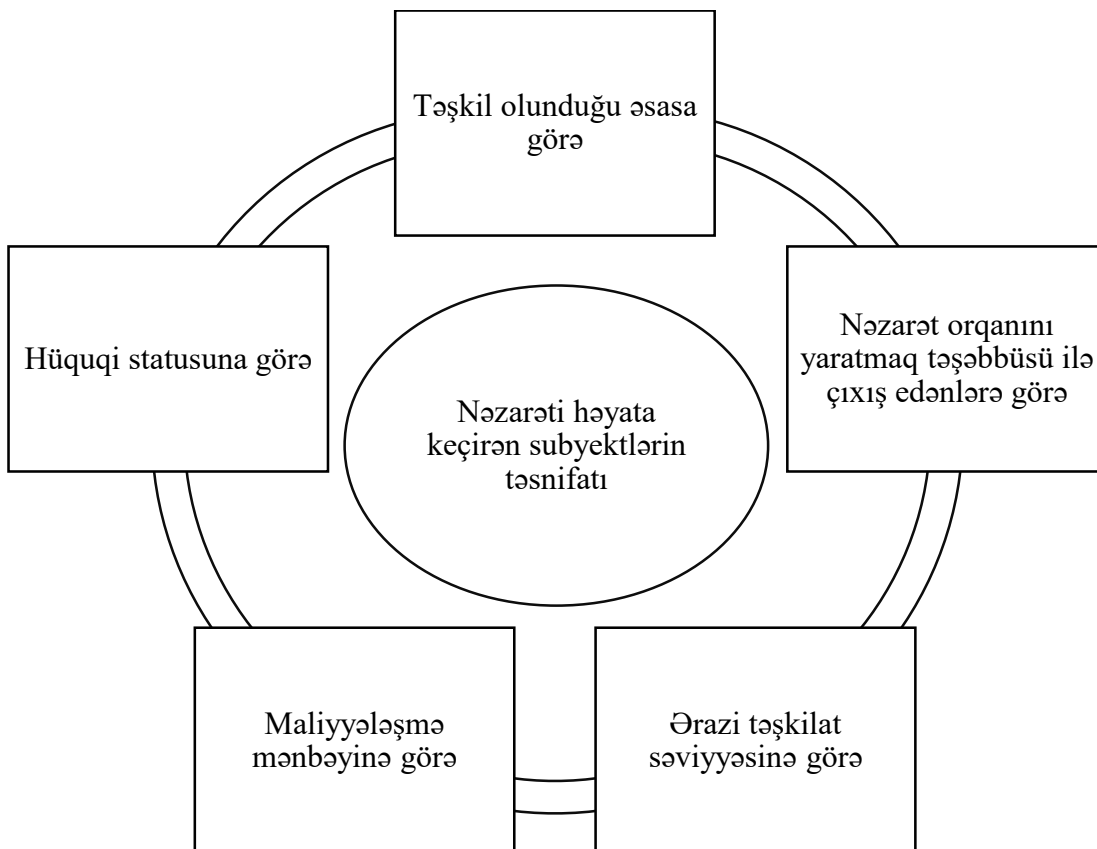 Təşkil olunduğu əsasa
görə
Nəzarət orqanını
yaratmaq təşəbbüsü ilə
çıxış edənlərə görə
Hüquqi statusuna görə
Nəzarəti həyata
keçirən subyektlərin
təsnifatı
Maliyyələşmə
mənbəyinə görə
Ərazi təşkilat
səviyyəsinə görə